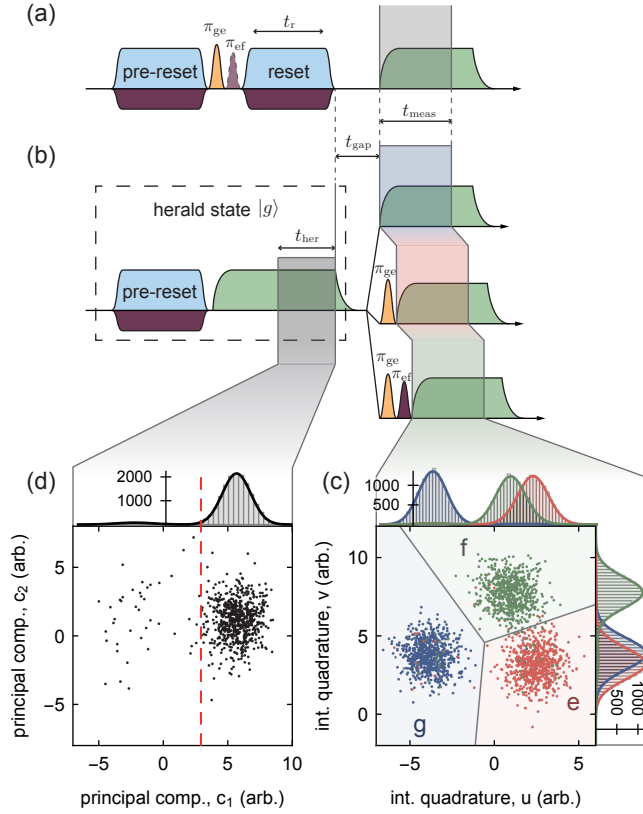 (a)
π_ge
π_ef
t_r
pre-reset
reset
t_meas
t_gap
(b)
herald state |g⟩
t_her
pre-reset
π_ge
π_ge
π_ef
(d)
2000
1000
5
0
−5
principal comp., c₂ (arb.)
−5
0
5
10
principal comp., c₁ (arb.)
(c)
1000
500
10
5
0
int. quadrature, v (arb.)
f
g
e
500
1000
−5
0
5
int. quadrature, u (arb.)